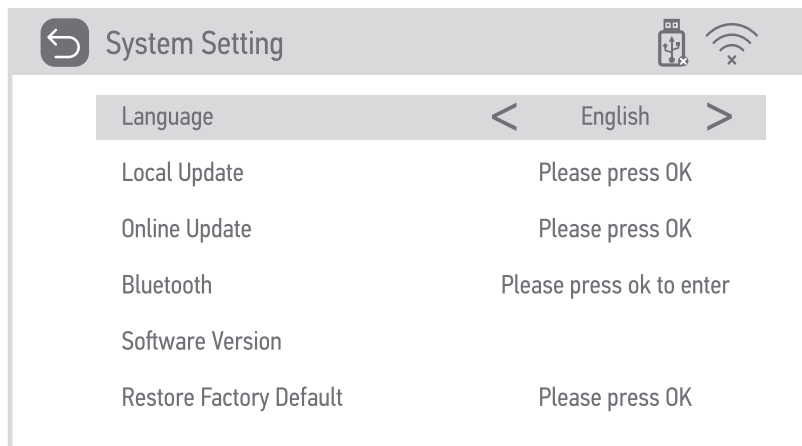 System Setting
Language < English >
Local Update Please press OK
Online Update Please press OK
Bluetooth Please press ok to enter
Software Version
Restore Factory Default Please press OK